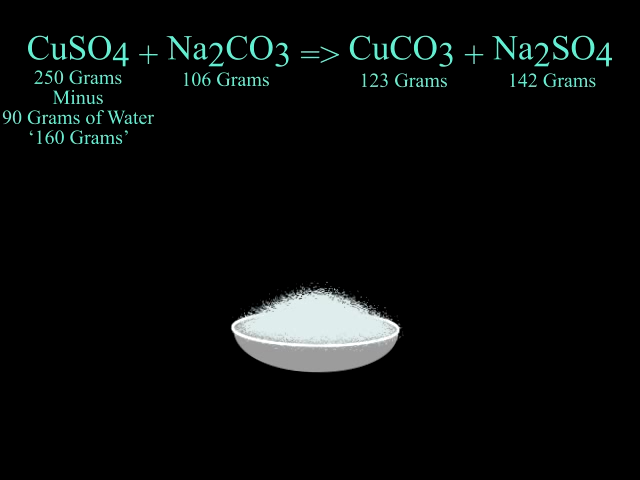 CuSO4 + Na2CO3 => CuCO3 + Na2SO4
250 Grams 106 Grams 123 Grams 142 Grams
Minus
90 Grams of Water
‘160 Grams’